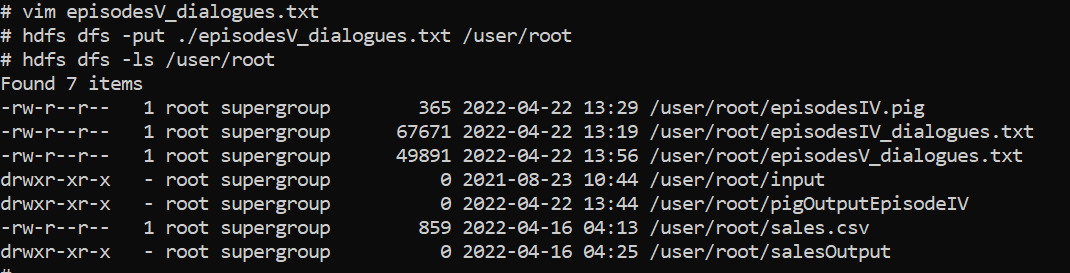 # vim episodesV_dialogues.txt
# hdfs dfs -put ./episodesV_dialogues.txt /user/root
# hdfs dfs -ls /user/root
Found 7 items
-rw-r--r--   1 root supergroup        365 2022-04-22 13:29 /user/root/episodesIV.pig
-rw-r--r--   1 root supergroup      67671 2022-04-22 13:19 /user/root/episodesIV_dialogues.txt
-rw-r--r--   1 root supergroup      49891 2022-04-22 13:56 /user/root/episodesV_dialogues.txt
drwxr-xr-x   - root supergroup          0 2021-08-23 10:44 /user/root/input
drwxr-xr-x   - root supergroup          0 2022-04-22 13:44 /user/root/pigOutputEpisodeIV
-rw-r--r--   1 root supergroup        859 2022-04-16 04:13 /user/root/sales.csv
drwxr-xr-x   - root supergroup          0 2022-04-16 04:25 /user/root/salesOutput
#